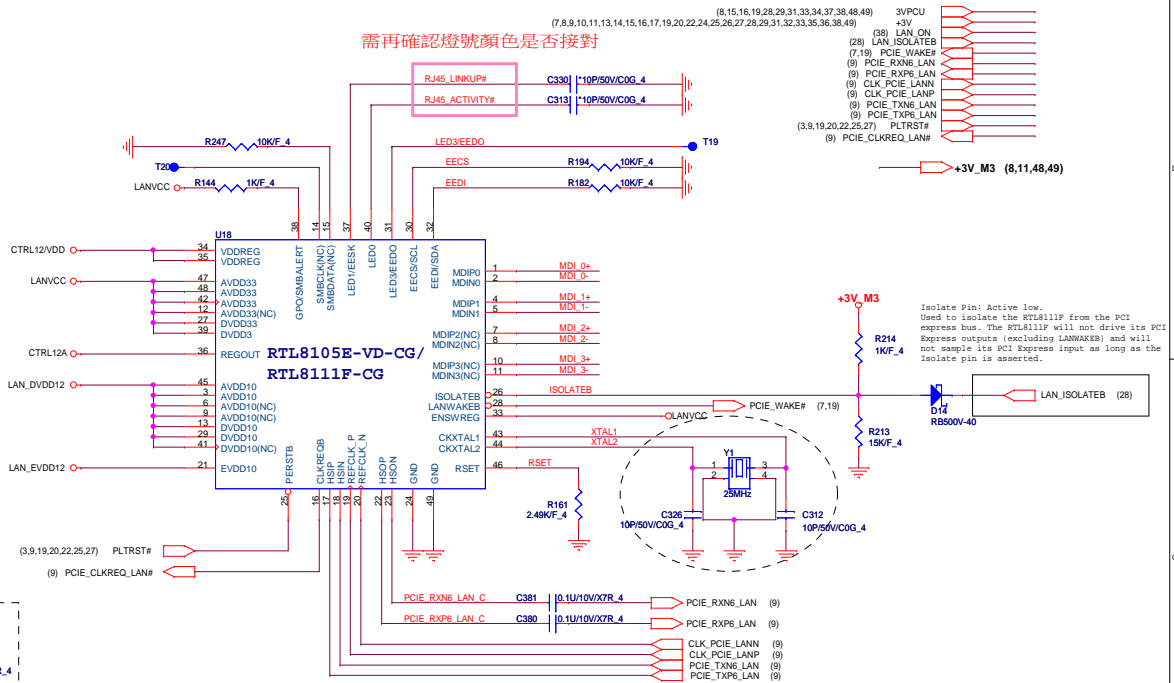 (8,15,16,19,28,29,31,33,34,37,38,48,49) 3VPCU
(7,8,9,10,11,13,14,15,16,17,19,20,22,24,25,26,27,28,29,31,32,33,35,36,38,49) +3V
(38) LAN_ON
(28) LAN_ISOLATEB
(7,19) PCIE_WAKE#
(9) PCIE_RXN6_LAN
(9) PCIE_RXP6_LAN
(9) CLK_PCIE_LANN
(9) CLK_PCIE_LANP
(9) PCIE_TXN6_LAN
(9) PCIE_TXP6_LAN
(3,9,19,20,22,25,27) PLTRST#
(9) PCIE_CLKREQ_LAN#
+3V_M3 (8,11,48,49)
需再確認燈號顏色是否接對
RJ45_LINKUP# C330 *10P/50V/C0G_4
RJ45_ACTIVITY# C313 *10P/50V/C0G_4
R247 10K/F_4
LED3/EEDO T19
T20
EECS R194 10K/F_4
LANVCC R144 1K/F_4
EEDI R182 10K/F_4
38 14 15 37 40 31 30 32
U18
GPO/SMBALERT
SMBCLK(NC)
SMBDATA(NC)
LED1/EESK
LED0
LED3/EEDO
EECS/SCL
EEDI/SDA
CTRL12/VDD
34 VDDREG
35 VDDREG
LANVCC
47 AVDD33
48 AVDD33
42 AVDD33
12 AVDD33(NC)
27 DVDD33
39 DVDD3
CTRL12A 36 REGOUT
LAN_DVDD12
45 AVDD10
3 AVDD10
6 AVDD10(NC)
9 AVDD10(NC)
13 DVDD10
29 DVDD10
41 DVDD10(NC)
LAN_EVDD12 21 EVDD10
RTL8105E-VD-CG/
RTL8111F-CG
MDIP0 1 MDI_0+
MDIN0 2 MDI_0-
MDIP1 4 MDI_1+
MDIN1 5 MDI_1-
MDIP2(NC) 7 MDI_2+
MDIN2(NC) 8 MDI_2-
MDIP3(NC) 10 MDI_3+
MDIN3(NC) 11 MDI_3-
ISOLATEB 26 ISOLATEB
LANWAKEB 28 PCIE_WAKE# (7,19)
ENSWREG 33 LANVCC
CKXTAL1 43 XTAL1
CKXTAL2 44 XTAL2
RSET 46 RSET
PERSTB
CLKREQB
HSIP
HSIN
REFCLK_P
REFCLK_N
HSOP
HSON
GND
GND
25 16 17 18 19 20 22 23 24 49
+3V_M3
R214
1K/F_4
R213
15K/F_4
Isolate Pin: Active low.
Used to isolate the RTL8111F from the PCI
express bus. The RTL8111F will not drive its PCI
Express outputs (excluding LANWAKEB) and will
not sample its PCI Express input as long as the
Isolate pin is asserted.
D14
RB500V-40
LAN_ISOLATEB (28)
Y1
1 3
2 4
25MHz
C326
10P/50V/C0G_4
C312
10P/50V/C0G_4
R161
2.49K/F_4
(3,9,19,20,22,25,27) PLTRST#
(9) PCIE_CLKREQ_LAN#
PCIE_RXN6_LAN_C C381 0.1U/10V/X7R_4 PCIE_RXN6_LAN (9)
PCIE_RXP6_LAN_C C380 0.1U/10V/X7R_4 PCIE_RXP6_LAN (9)
CLK_PCIE_LANN (9)
CLK_PCIE_LANP (9)
PCIE_TXN6_LAN (9)
PCIE_TXP6_LAN (9)